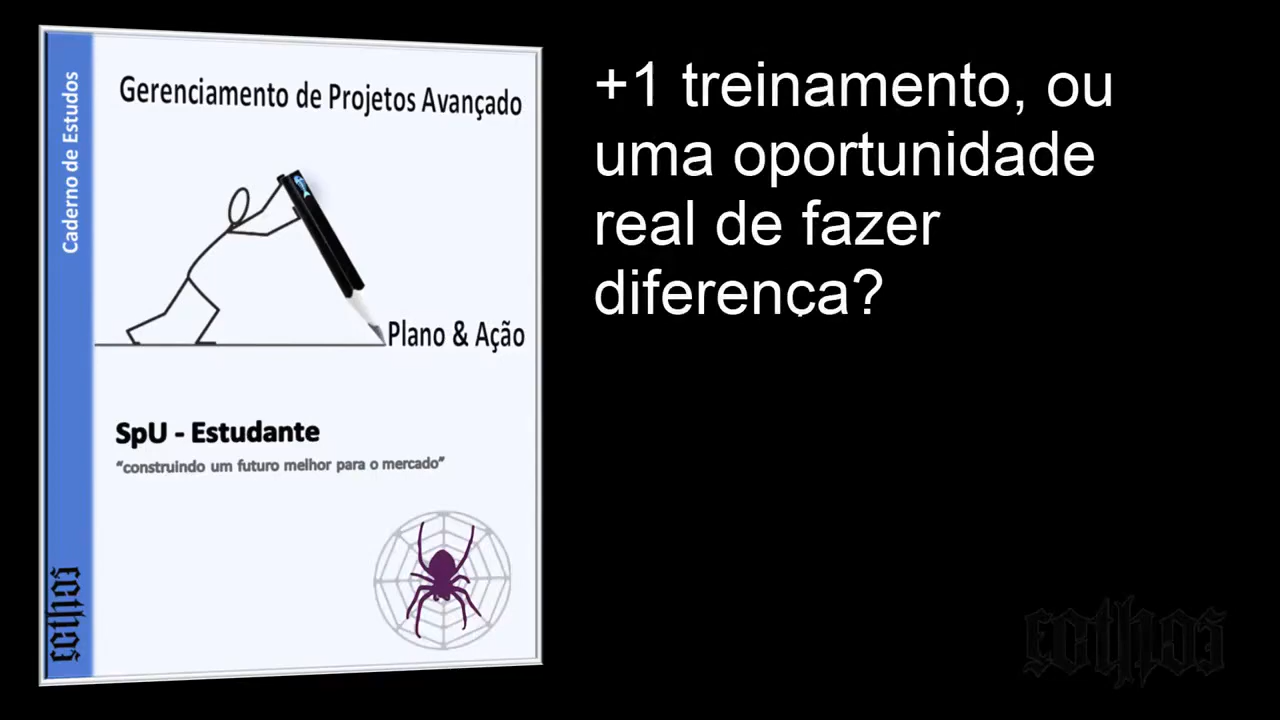 Caderno de Estudos
Gerenciamento de Projetos Avançado
Plano & Ação
SpU - Estudante
“construindo um futuro melhor para o mercado”
+1 treinamento, ou
uma oportunidade
real de fazer
diferença?